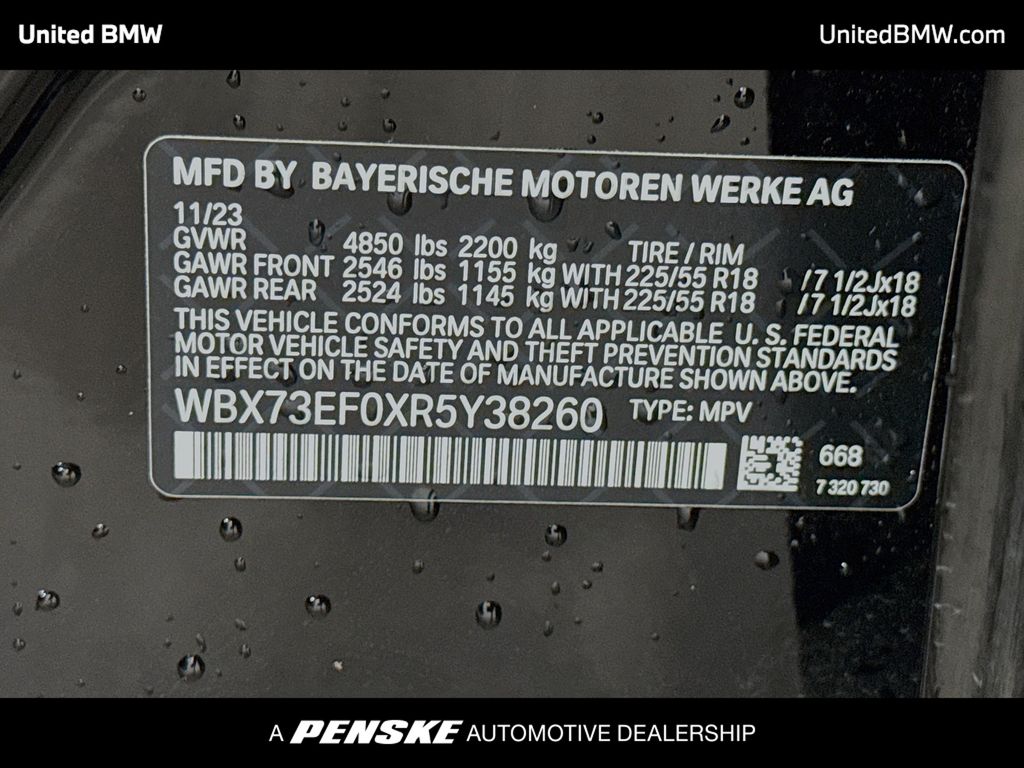 United BMW
UnitedBMW.com
MFD BY BAYERISCHE MOTOREN WERKE AG
11/23
GVWR 4850 lbs 2200 kg TIRE / RIM
GAWR FRONT 2546 lbs 1155 kg WITH 225/55 R18 /7 1/2Jx18
GAWR REAR 2524 lbs 1145 kg WITH 225/55 R18 /7 1/2Jx18
THIS VEHICLE CONFORMS TO ALL APPLICABLE U. S. FEDERAL
MOTOR VEHICLE SAFETY AND THEFT PREVENTION STANDARDS
IN EFFECT ON THE DATE OF MANUFACTURE SHOWN ABOVE.
WBX73EF0XR5Y38260 TYPE: MPV
668
7 320 730
A PENSKE AUTOMOTIVE DEALERSHIP